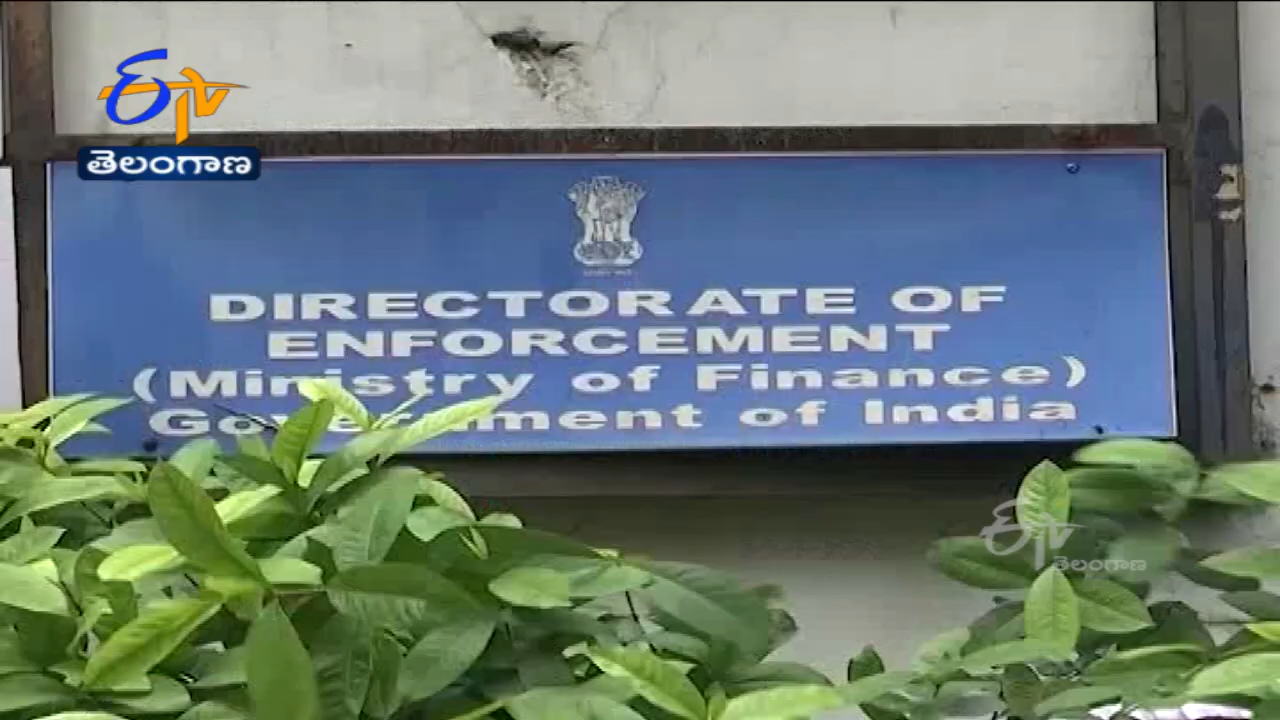 ETV
తెలంగాణ
DIRECTORATE OF
ENFORCEMENT
(Ministry of Finance)
Government of India
ETV
తెలంగాణ